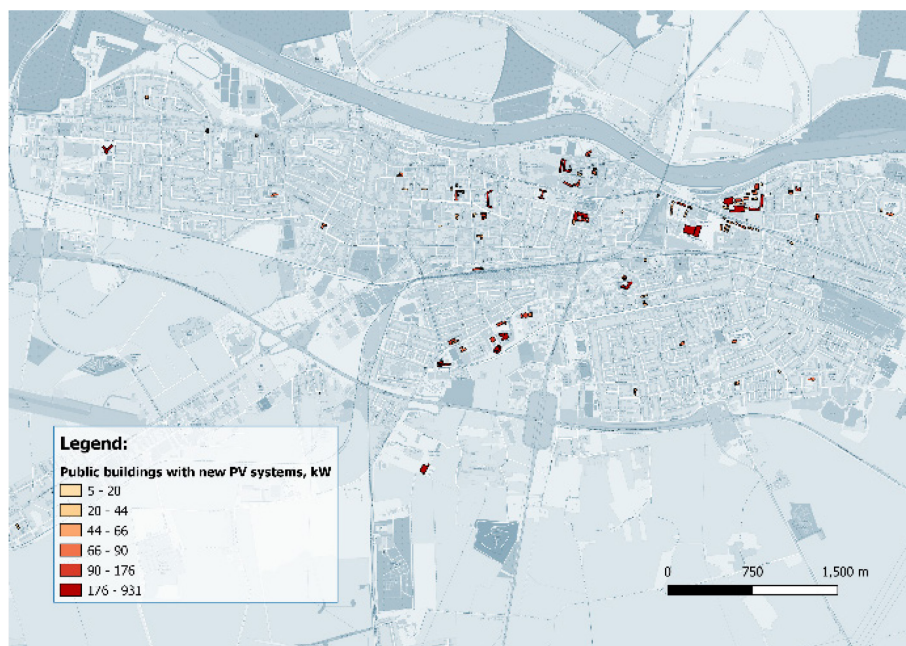 Legend:
Public buildings with new PV systems, kW
5 - 20
20 - 44
44 - 66
66 - 90
90 - 176
176 - 931
0 750 1,500 m